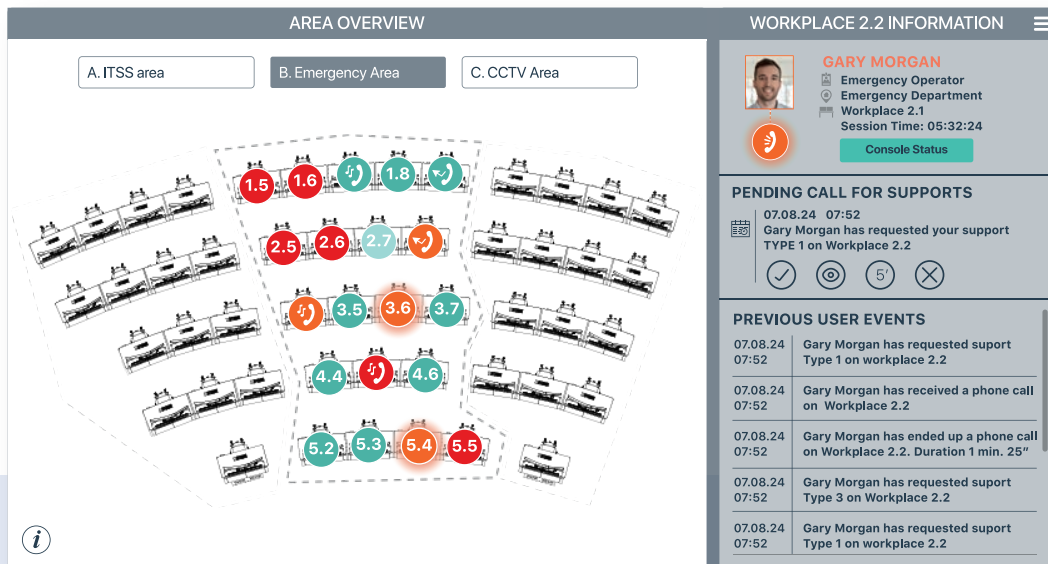 AREA OVERVIEW
A. ITSS area
B. Emergency Area
C. CCTV Area
1.5
1.6
1.8
2.5
2.6
2.7
3.5
3.6
3.7
4.4
4.6
5.2
5.3
5.4
5.5
i
WORKPLACE 2.2 INFORMATION
GARY MORGAN
Emergency Operator
Emergency Department
Workplace 2.1
Session Time: 05:32:24
Console Status
PENDING CALL FOR SUPPORTS
07.08.24 07:52
Gary Morgan has requested your support
TYPE 1 on Workplace 2.2
5'
PREVIOUS USER EVENTS
07.08.24
07:52
Gary Morgan has requested suport
Type 1 on workplace 2.2
07.08.24
07:52
Gary Morgan has received a phone call
on Workplace 2.2
07.08.24
07:52
Gary Morgan has ended up a phone call
on Workplace 2.2. Duration 1 min. 25”
07.08.24
07:52
Gary Morgan has requested suport
Type 3 on Workplace 2.2
07.08.24
07:52
Gary Morgan has requested suport
Type 1 on workplace 2.2